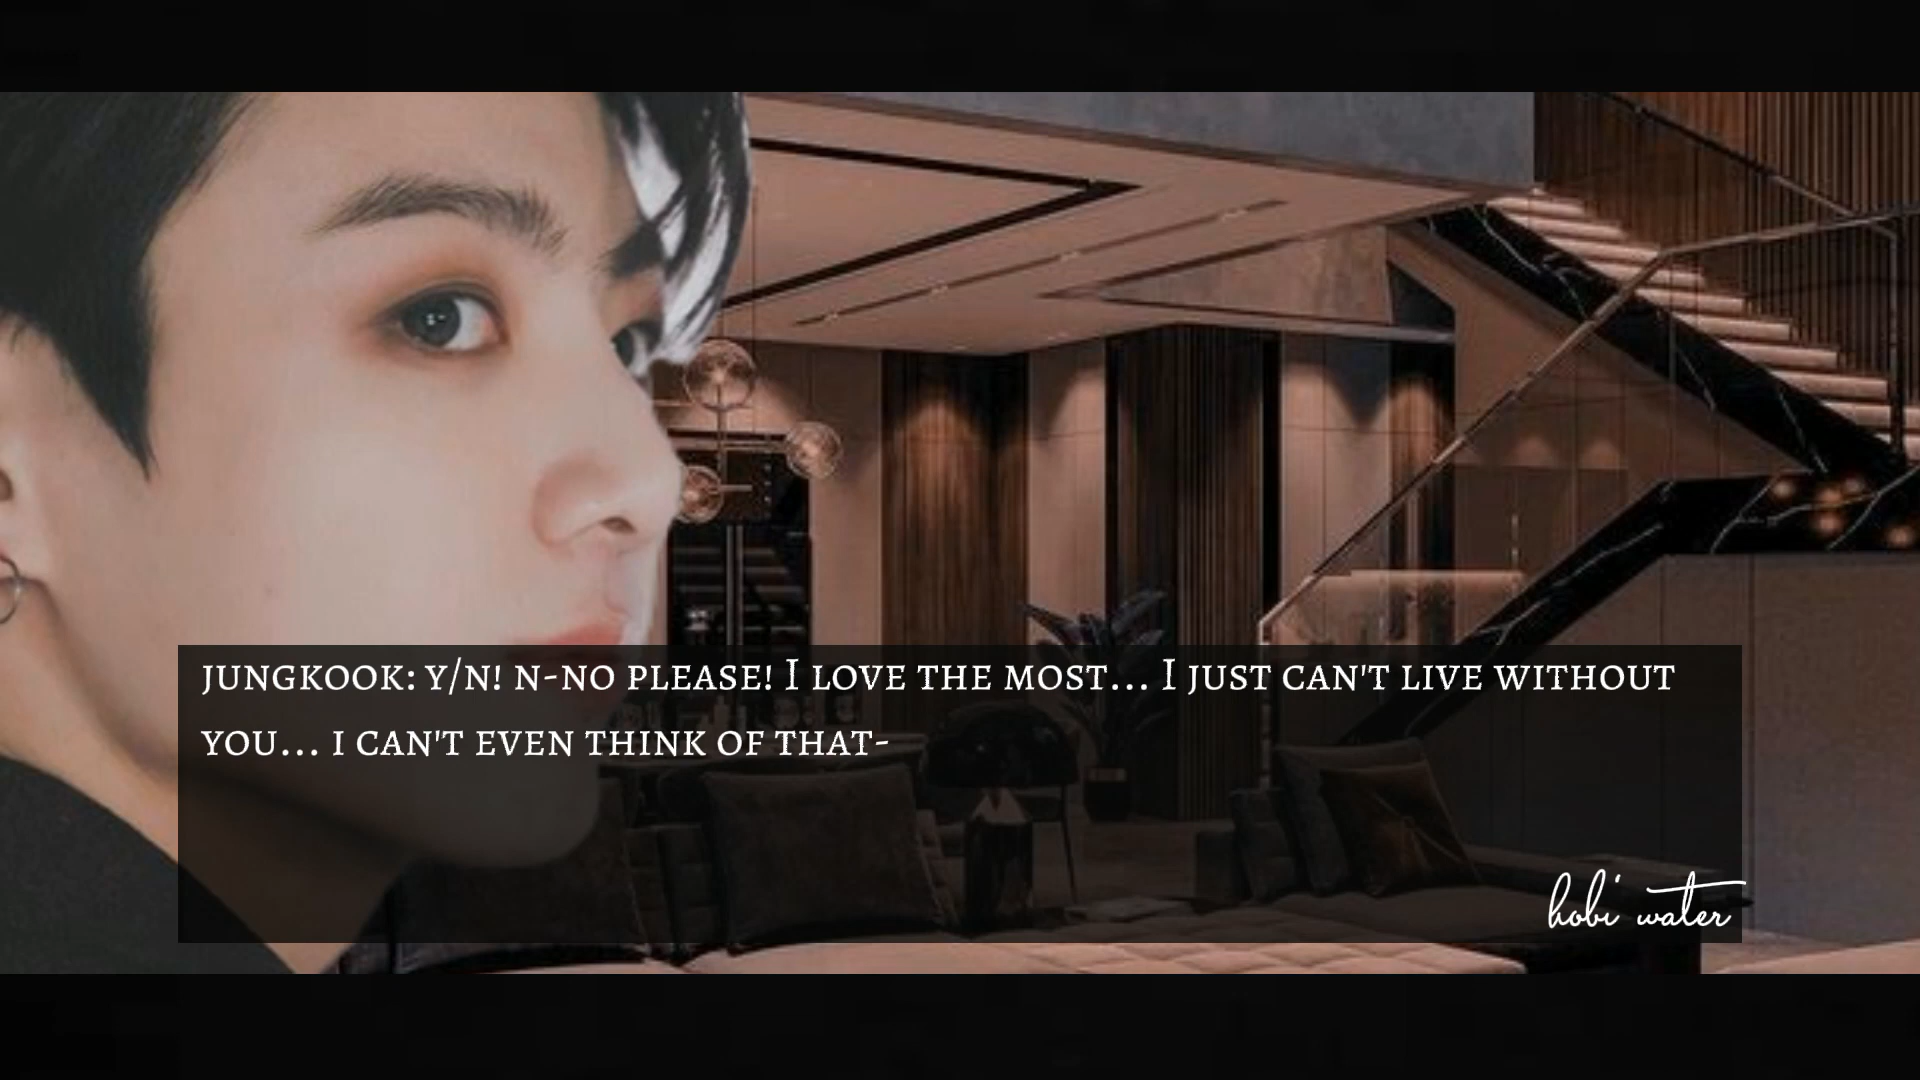 JUNGKOOK: Y/N! N-NO PLEASE! I LOVE THE MOST... I JUST CAN'T LIVE WITHOUT
YOU... I CAN'T EVEN THINK OF THAT-
hobi water